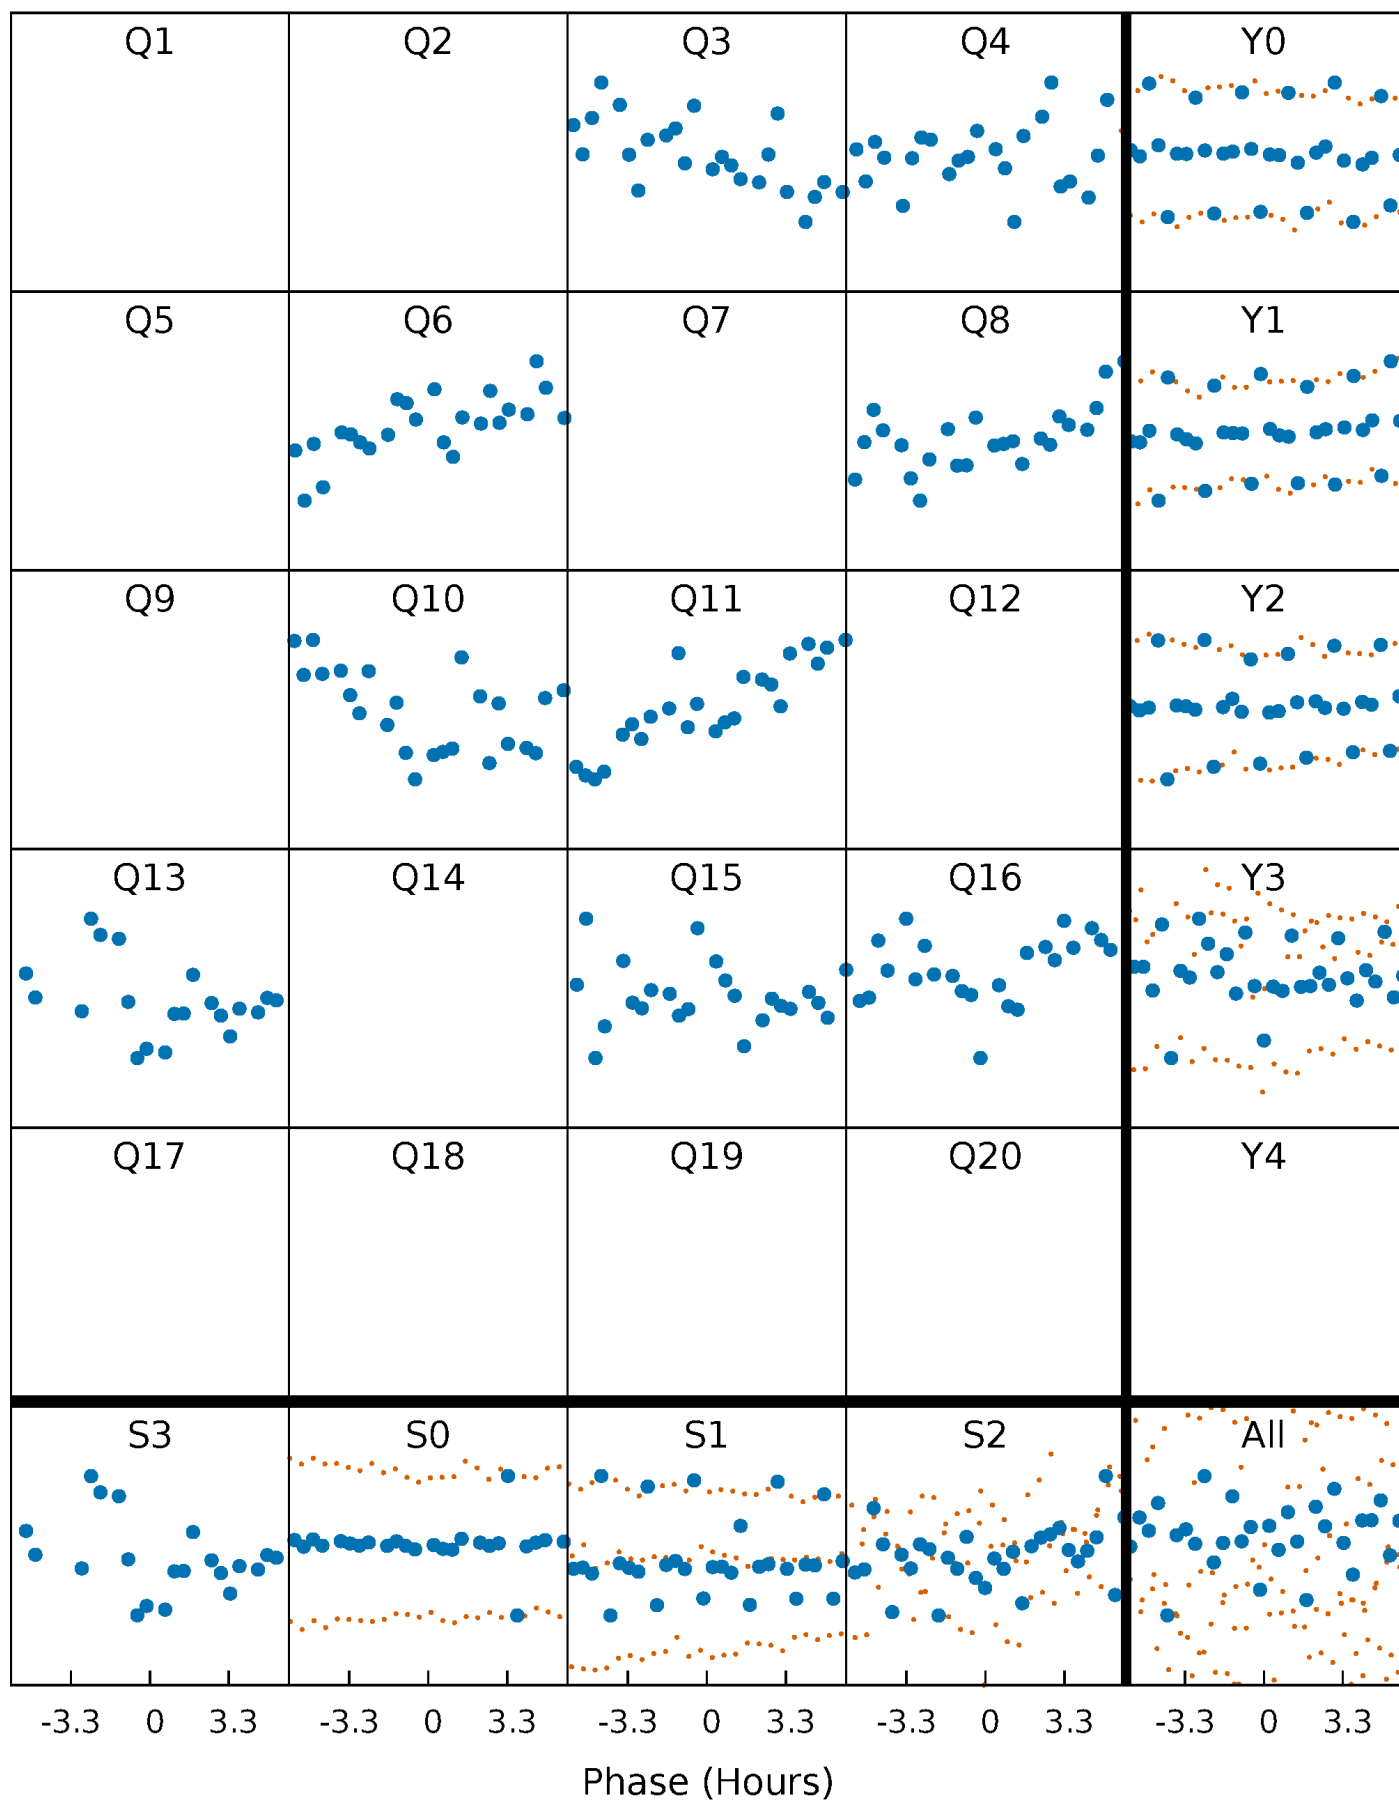 Q1 Q2 Q3 Q4 Y0
Q5 Q6 Q7 Q8 Y1
Q9 Q10 Q11 Q12 Y2
Q13 Q14 Q15 Q16 Y3
Q17 Q18 Q19 Q20 Y4
S3 S0 S1 S2 All
-3.3 0 3.3 -3.3 0 3.3 -3.3 0 3.3 -3.3 0 3.3 -3.3 0 3.3
Phase (Hours)